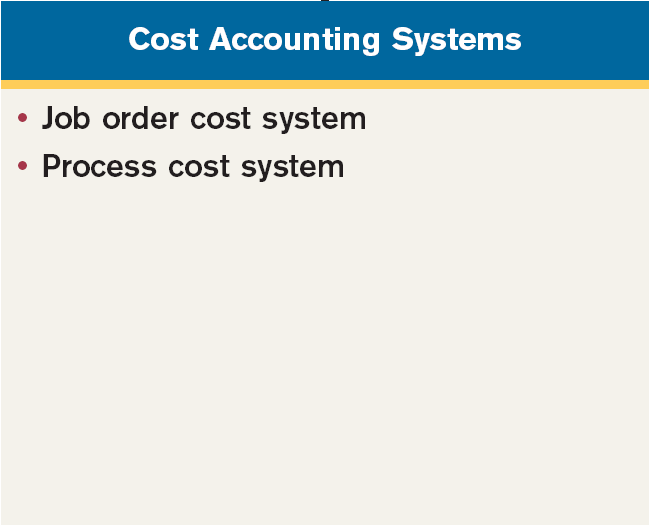 Cost Accounting Systems
• Job order cost system
• Process cost system